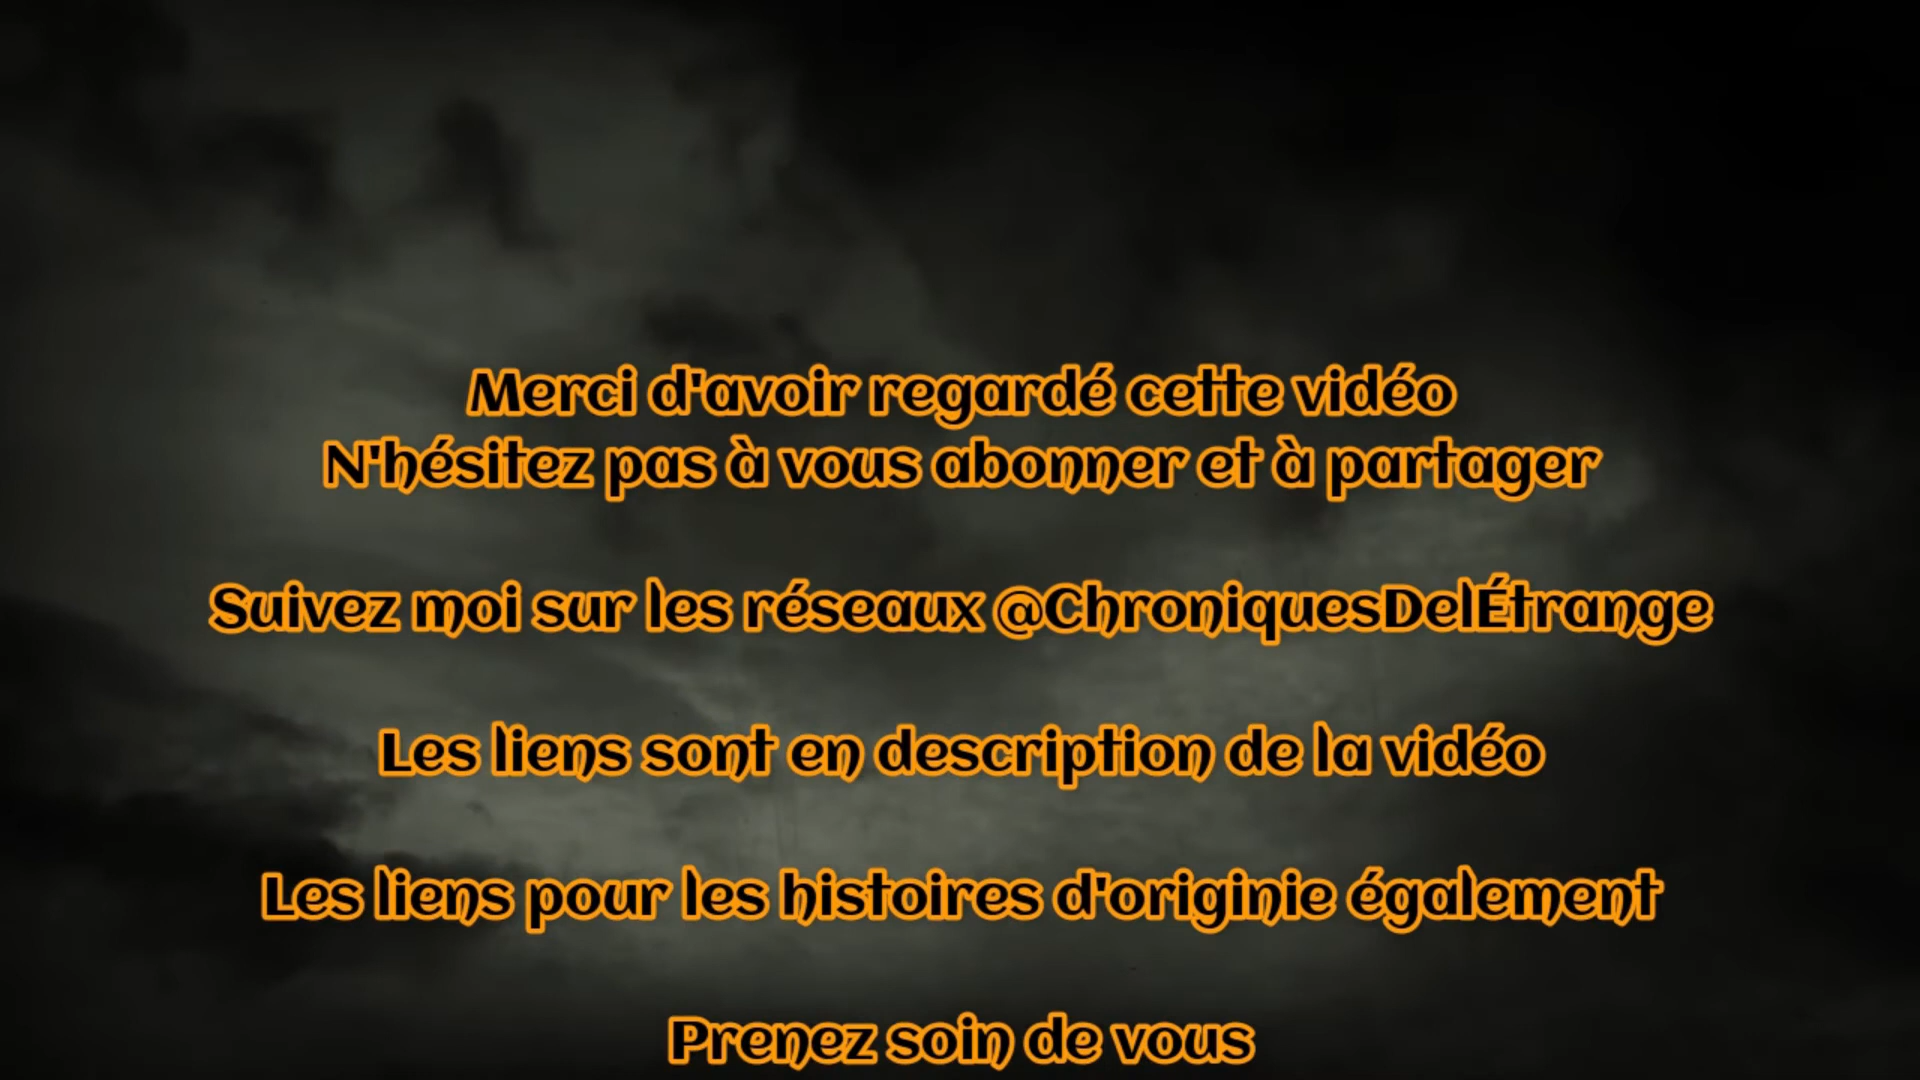 Merci d'avoir regardé cette vidéo
N'hésitez pas à vous abonner et à partager
Suivez moi sur les réseaux @ChroniquesDelÉtrange
Les liens sont en description de la vidéo
Les liens pour les histoires d'originie également
Prenez soin de vous